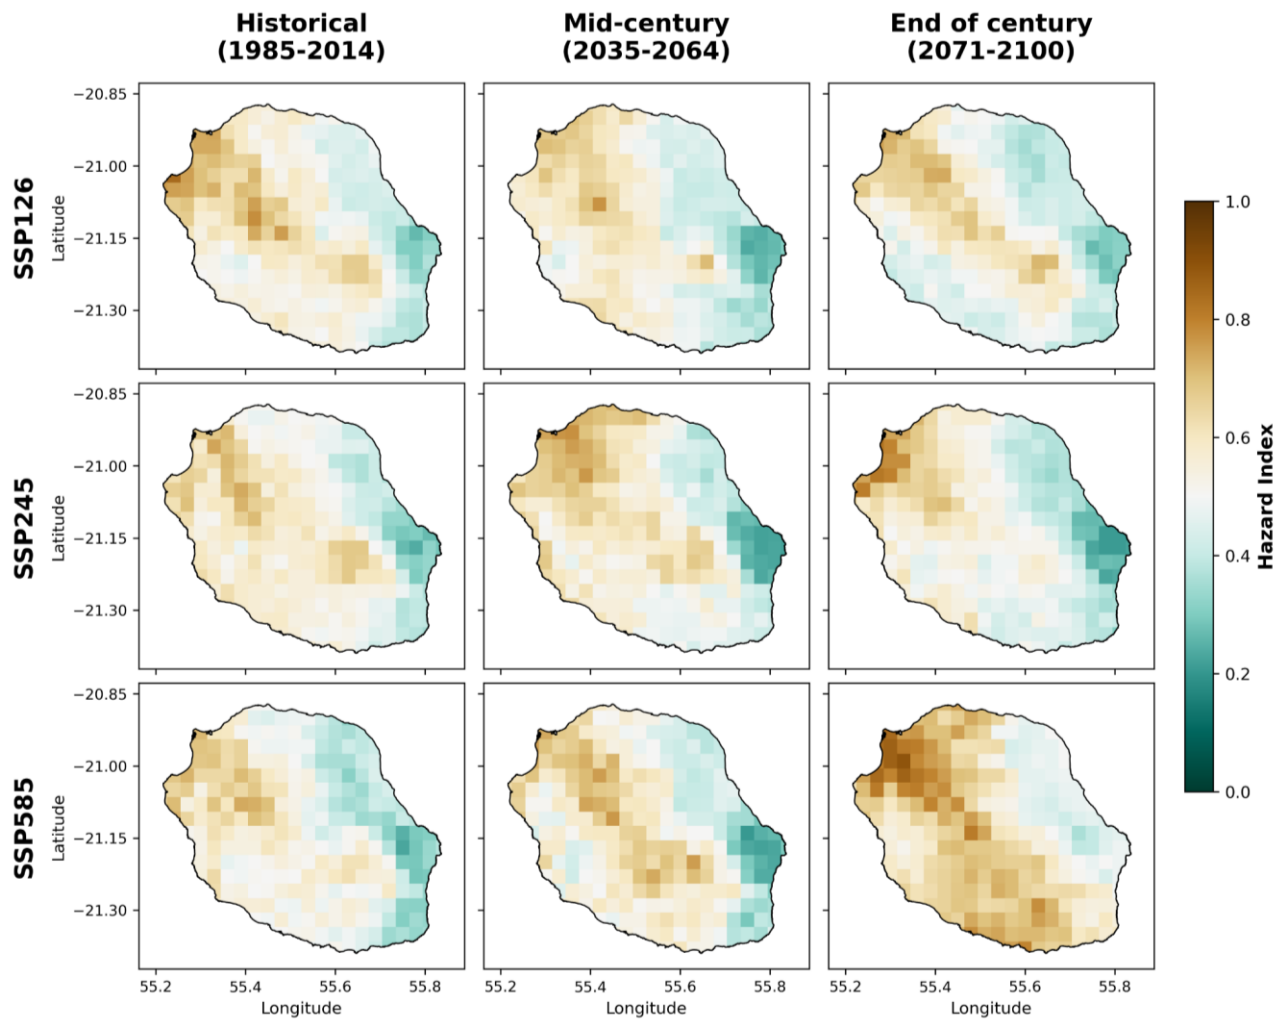 Historical
(1985-2014)
Mid-century
(2035-2064)
End of century
(2071-2100)
SSP126
Latitude
−20.85
−21.00
−21.15
−21.30
SSP245
Latitude
−20.85
−21.00
−21.15
−21.30
SSP585
Latitude
−20.85
−21.00
−21.15
−21.30
55.2 55.4 55.6 55.8
Longitude
55.2 55.4 55.6 55.8
Longitude
55.2 55.4 55.6 55.8
Longitude
1.0
0.8
0.6
0.4
0.2
0.0
Hazard Index